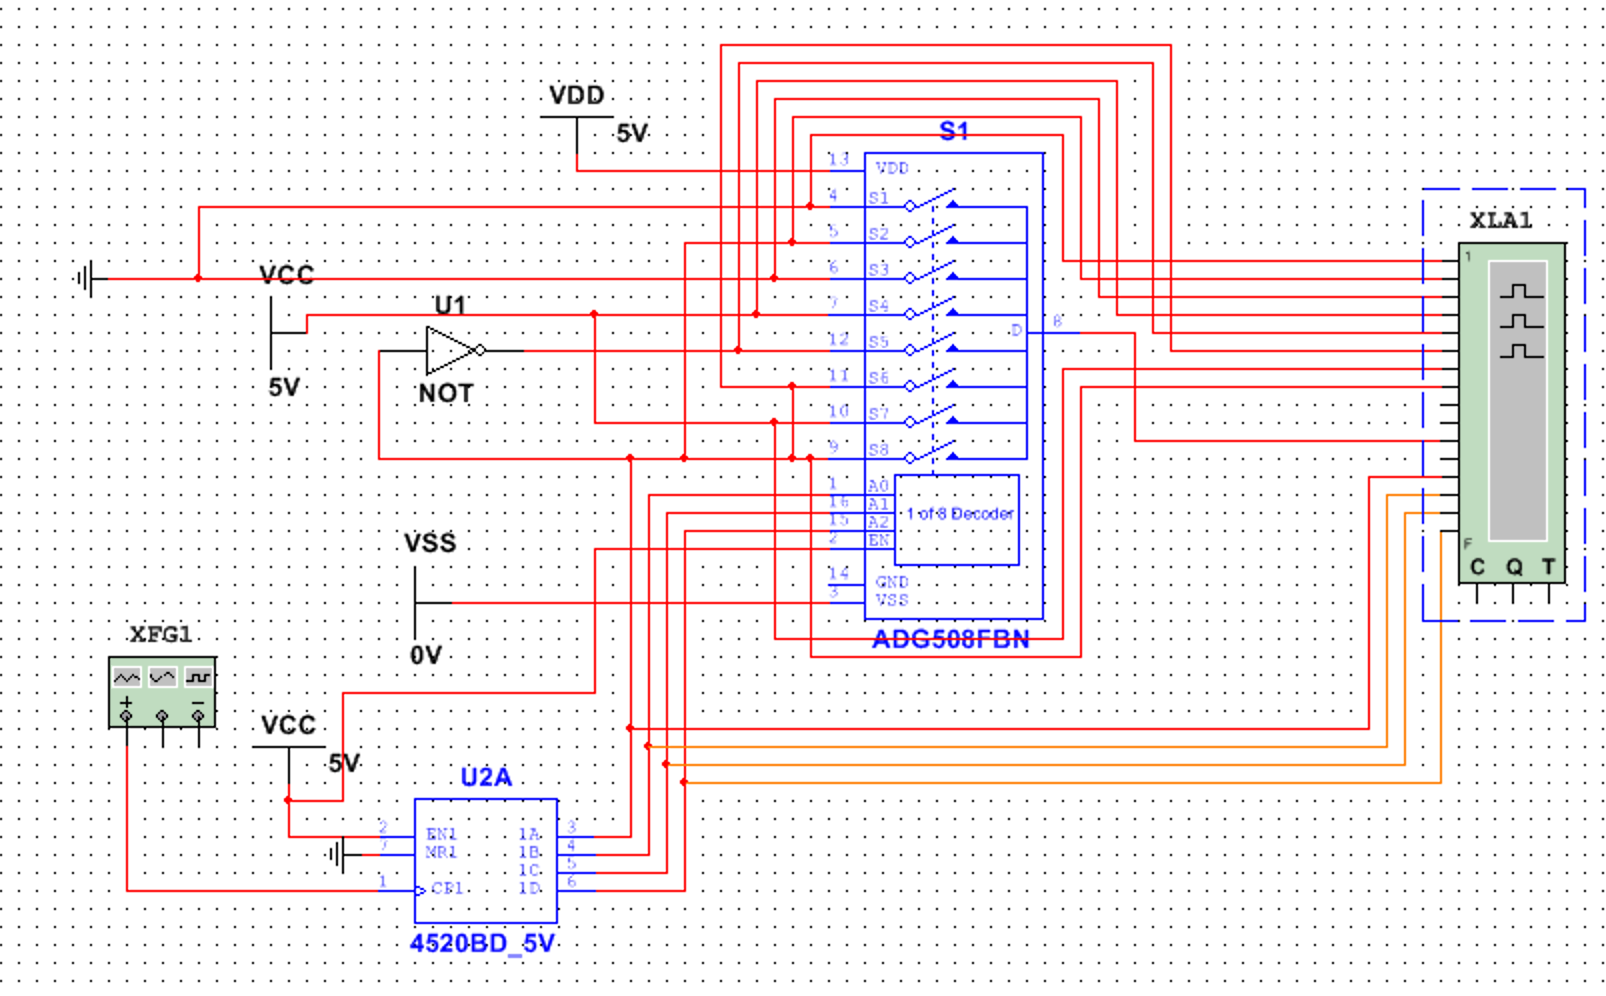 VDD
5V
S1
13
VDD
4
S1
5
S2
6
S3
7
S4
12
S5
11
S6
10
S7
9
S8
D
8
1
A0
16
A1
15
A2
2
EN
1 of 8 Decoder
14
GND
3
VSS
ADG508FBN
VCC
5V
U1
NOT
VSS
0V
XLA1
1
F
C Q T
XFG1
+
−
VCC
5V
U2A
2
EN1
7
MR1
1
CP1
1A
3
1B
4
1C
5
1D
6
4520BD_5V